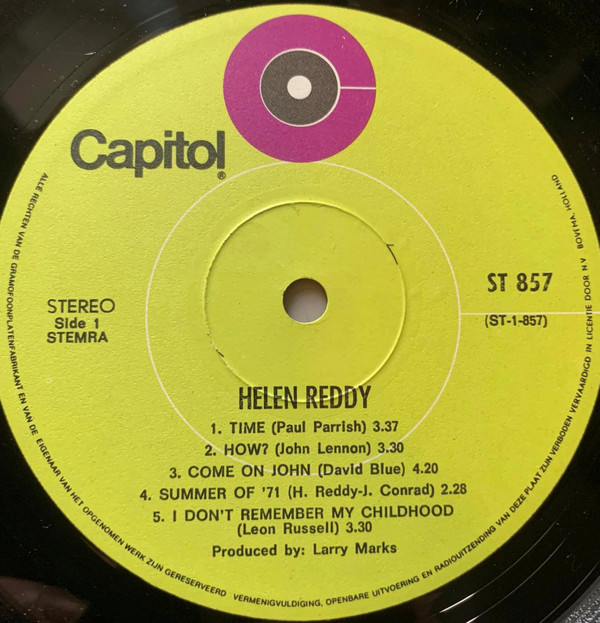 Capitol
®
STEREO
Side 1
STEMRA
ST 857
(ST-1-857)
HELEN REDDY
1. TIME (Paul Parrish) 3.37
2. HOW? (John Lennon) 3.30
3. COME ON JOHN (David Blue) 4.20
4. SUMMER OF '71 (H. Reddy-J. Conrad) 2.28
5. I DON'T REMEMBER MY CHILDHOOD
(Leon Russell) 3.30
Produced by: Larry Marks
ALLE RECHTEN VAN DE GRAMOFOONPLATENFABRIKANT EN VAN DE EIGENAAR VAN HET OPGENOMEN WERK ZIJN GERESERVEERD VERMENIGVULDIGING, OPENBARE UITVOERING EN RADIOUITZENDING VAN DEZE PLAAT ZIJN VERBODEN VERVAARDIGD IN LICENTIE DOOR N V BOVEMA, HOLLAND